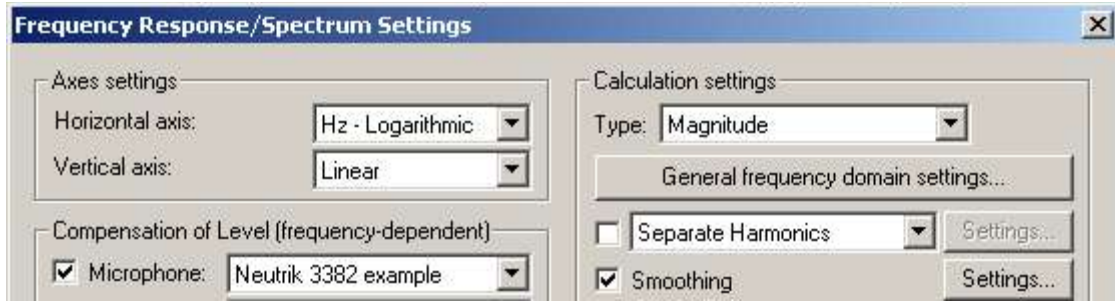 Frequency Response/Spectrum Settings
Axes settings
Horizontal axis: Hz - Logarithmic
Vertical axis: Linear
Compensation of Level (frequency-dependent)
Microphone: Neutrik 3382 example
Calculation settings
Type: Magnitude
General frequency domain settings...
Separate Harmonics Settings...
Smoothing Settings...